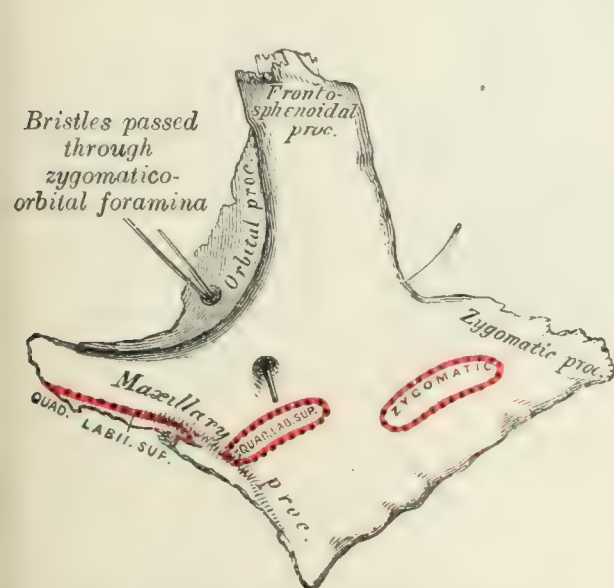 Fronto-
sphenoidal
proc.
Bristles passed
through
zygomatico-
orbital foramina
Orbital proc.
Zygomatic proc.
Maxillary
proc.
ZYGOMATIC
QUAD. LAB. SUP.
QUAD. LABII. SUP.